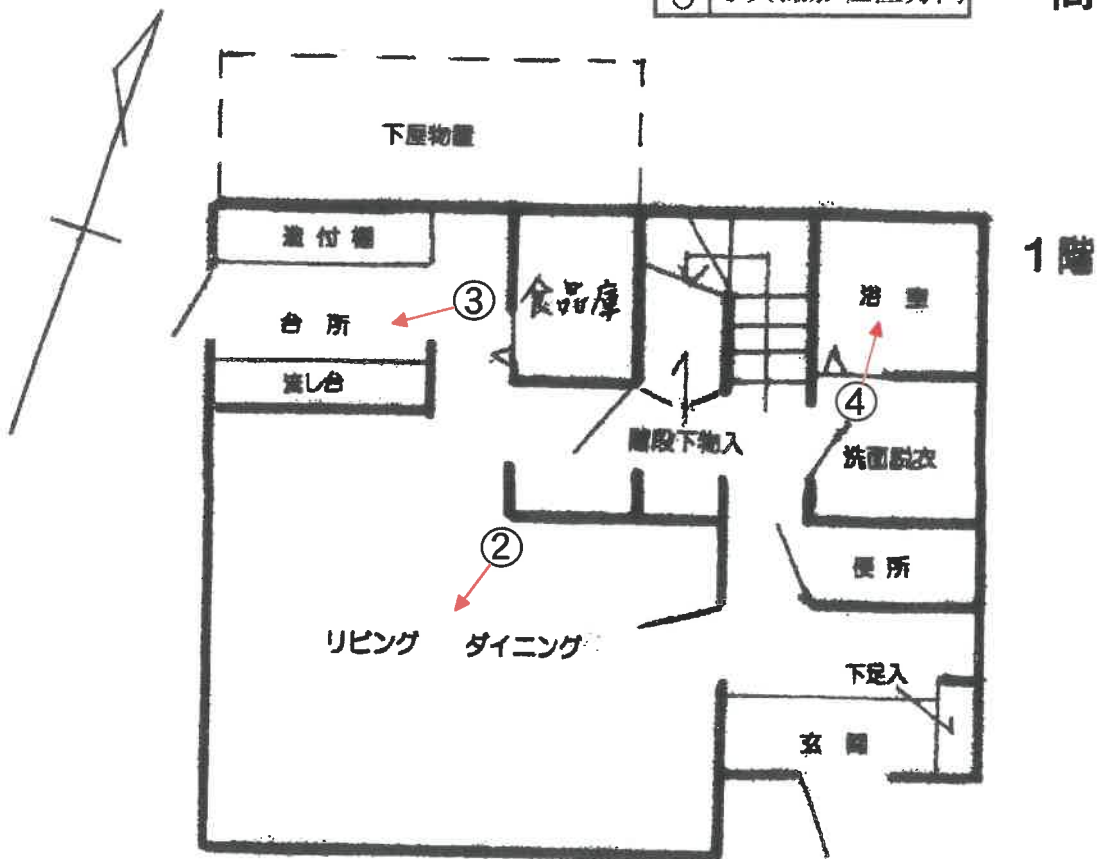 下屋物置
造付棚
1階
③
食品庫
浴室
台所
流し台
④
階段下物入
洗面脱衣
②
便所
リビング ダイニング
下足入
玄関